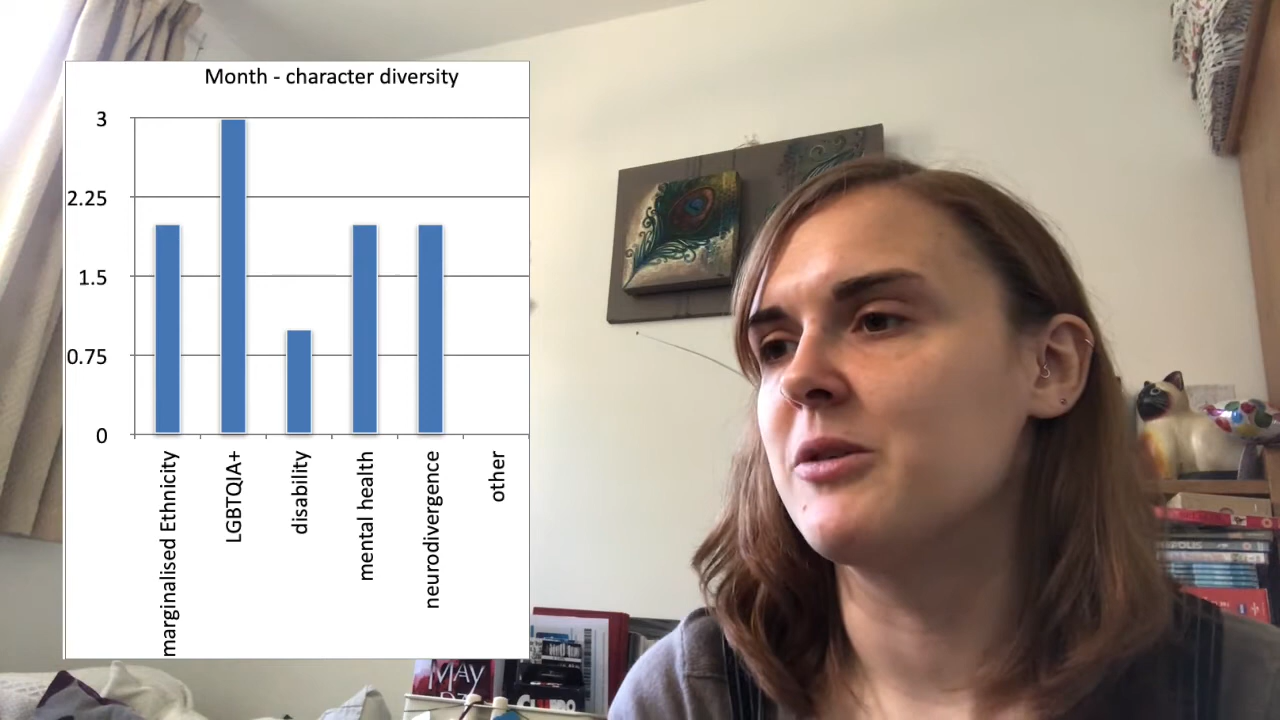 Month - character diversity
3
2.25
1.5
0.75
0
marginalised Ethnicity
LGBTQIA+
disability
mental health
neurodivergence
other
MAY